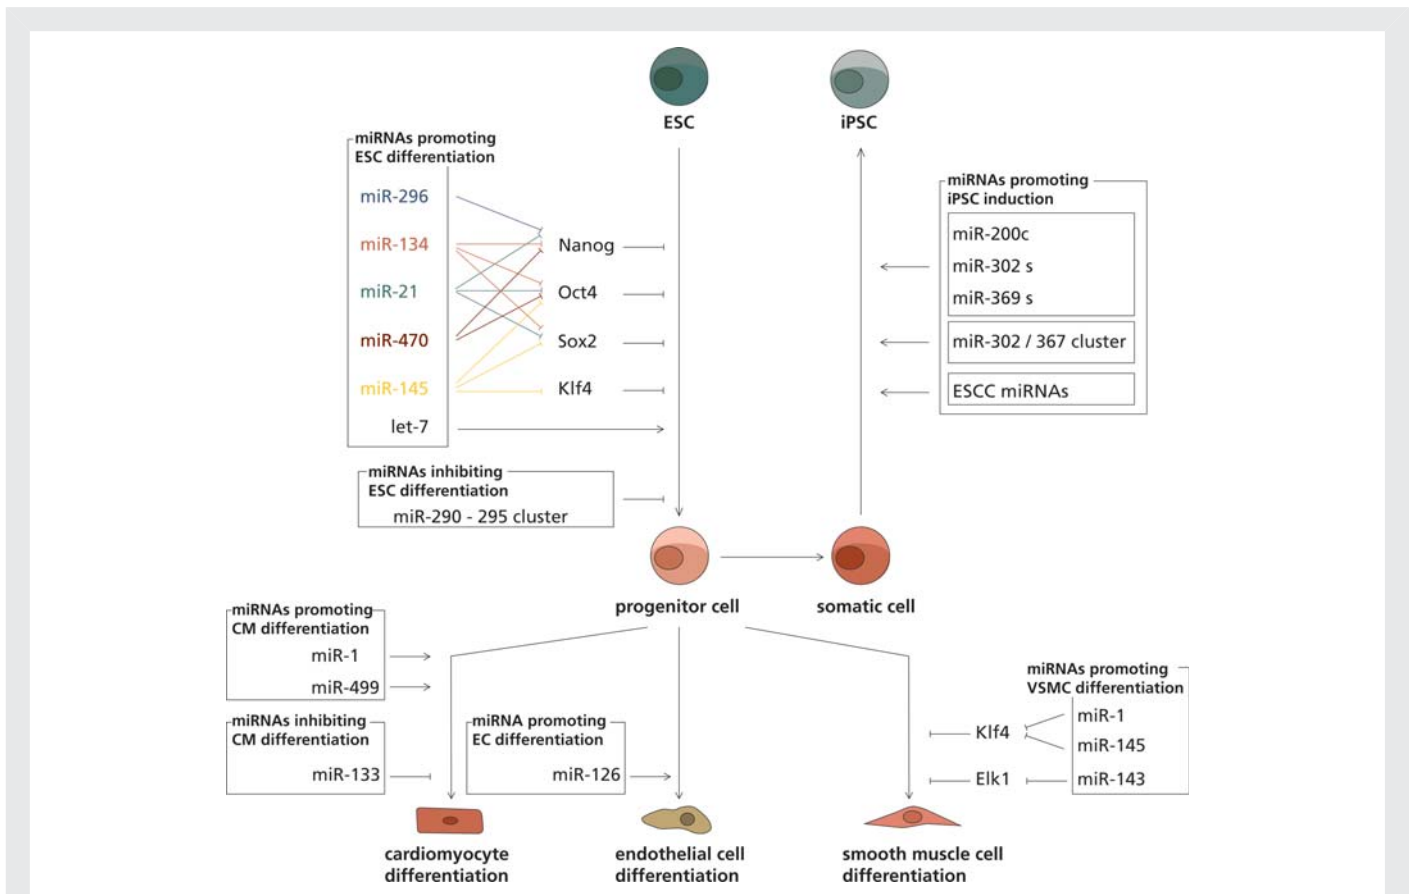 ESC
iPSC
miRNAs promoting
ESC differentiation
miR-296
miR-134
miR-21
miR-470
miR-145
let-7
Nanog
Oct4
Sox2
Klf4
miRNAs promoting
iPSC induction
miR-200c
miR-302 s
miR-369 s
miR-302 / 367 cluster
ESCC miRNAs
miRNAs inhibiting
ESC differentiation
miR-290 - 295 cluster
progenitor cell
somatic cell
miRNAs promoting
CM differentiation
miR-1
miR-499
miRNAs inhibiting
CM differentiation
miR-133
miRNA promoting
EC differentiation
miR-126
miRNAs promoting
VSMC differentiation
miR-1
miR-145
miR-143
Klf4
Elk1
cardiomyocyte
differentiation
endothelial cell
differentiation
smooth muscle cell
differentiation